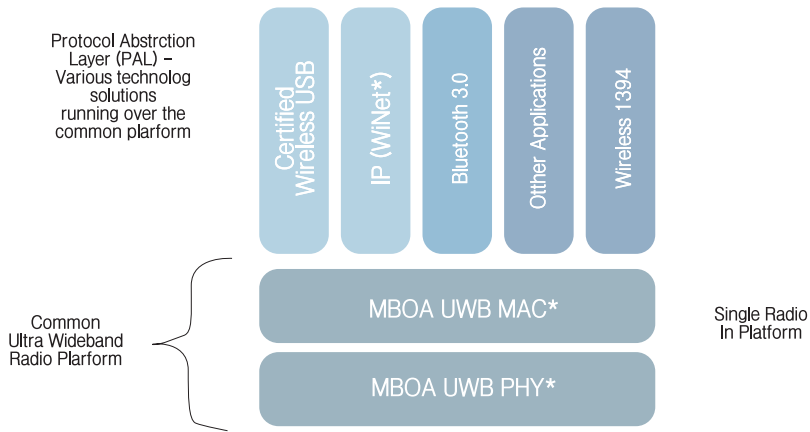 Protocol Abstrction
Layer (PAL) –
Various technolog
solutions
running over the
common plarform
Certified
Wireless USB
IP (WiNet*)
Bluetooth 3.0
Otther Applications
Wireless 1394
Common
Ultra Wideband
Radio Plarform
MBOA UWB MAC*
MBOA UWB PHY*
Single Radio
In Platform